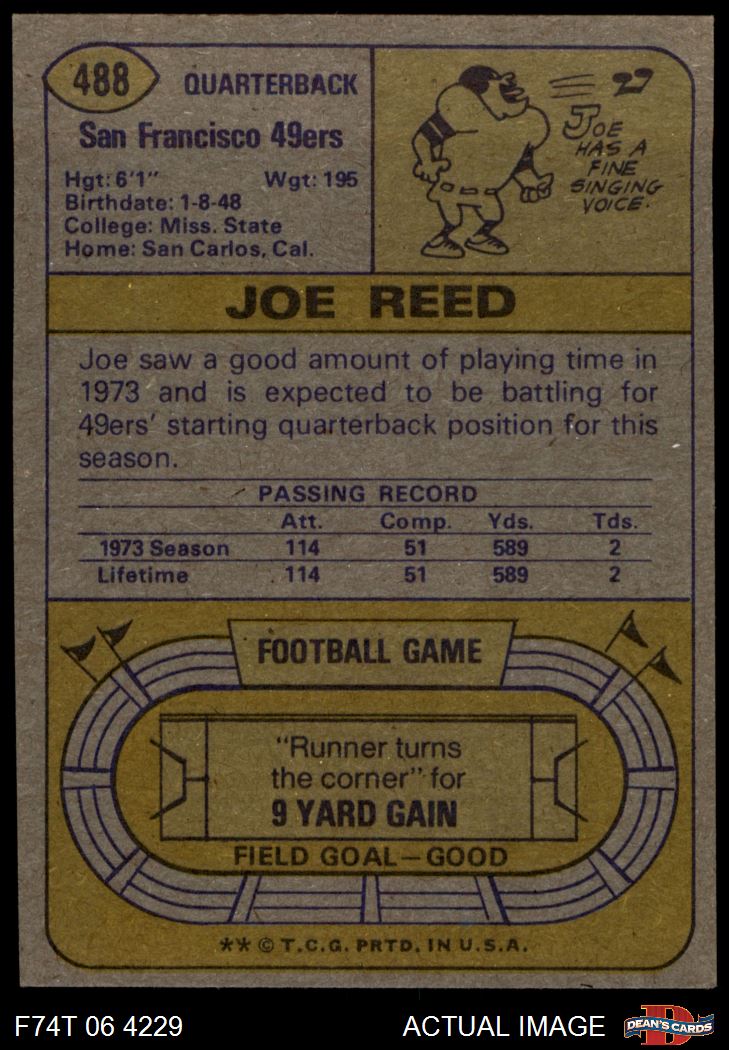 488 QUARTERBACK
San Francisco 49ers
Hgt: 6'1" Wgt: 195
Birthdate: 1-8-48
College: Miss. State
Home: San Carlos, Cal.
JOE
HAS A
FINE
SINGING
VOICE.
JOE REED
Joe saw a good amount of playing time in
1973 and is expected to be battling for
49ers' starting quarterback position for this
season.
PASSING RECORD
Att. Comp. Yds. Tds.
1973 Season 114 51 589 2
Lifetime 114 51 589 2
FOOTBALL GAME
"Runner turns
the corner" for
9 YARD GAIN
FIELD GOAL—GOOD
** © T.C.G. PRTD. IN U.S.A.
F74T 06 4229 ACTUAL IMAGE D DEAN'S CARDS